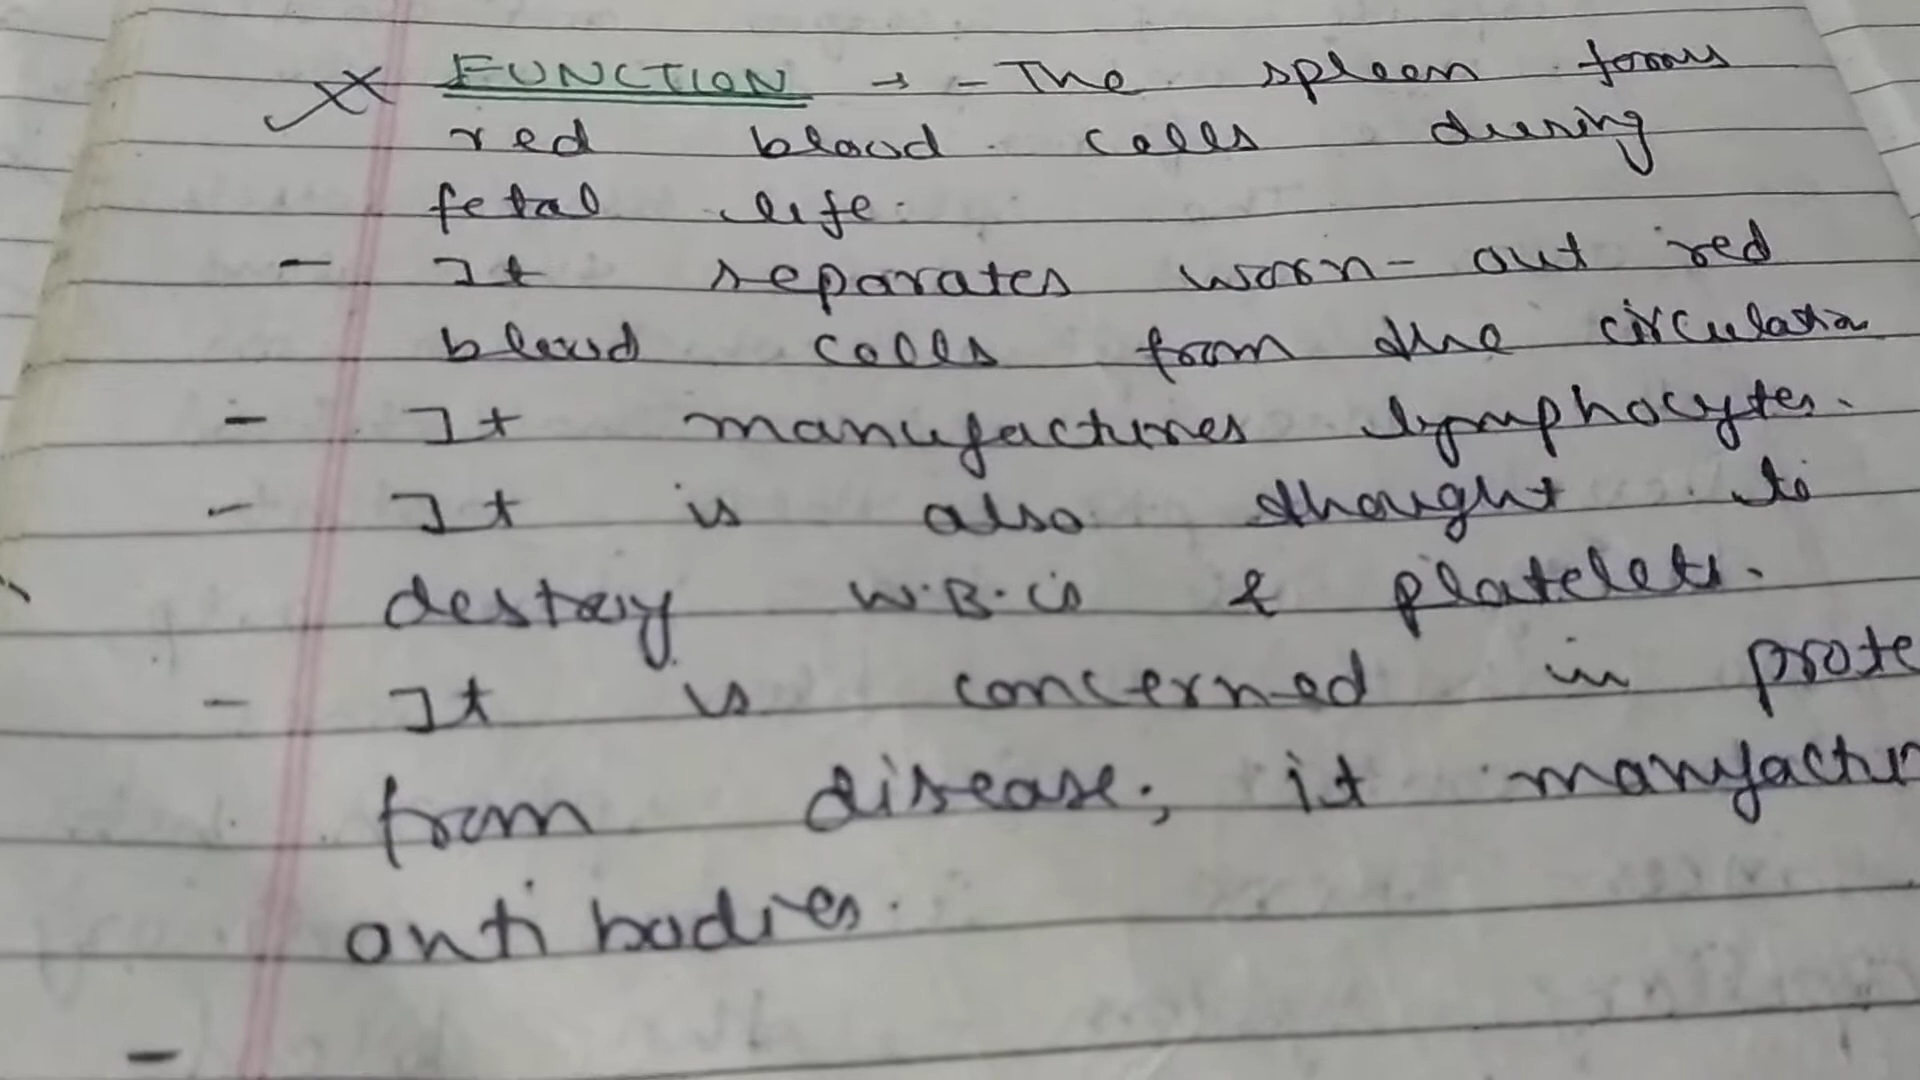 FUNCTION → - The spleen forms
red blood cells during
fetal life.
- It separates worn-out red
blood cells from the circulation
- It manufactures lymphocytes.
- It is also thought to
destroy W.B.Cs & platelets.
- It is concerned in prote
from disease; it manufactur
anti bodies.
-